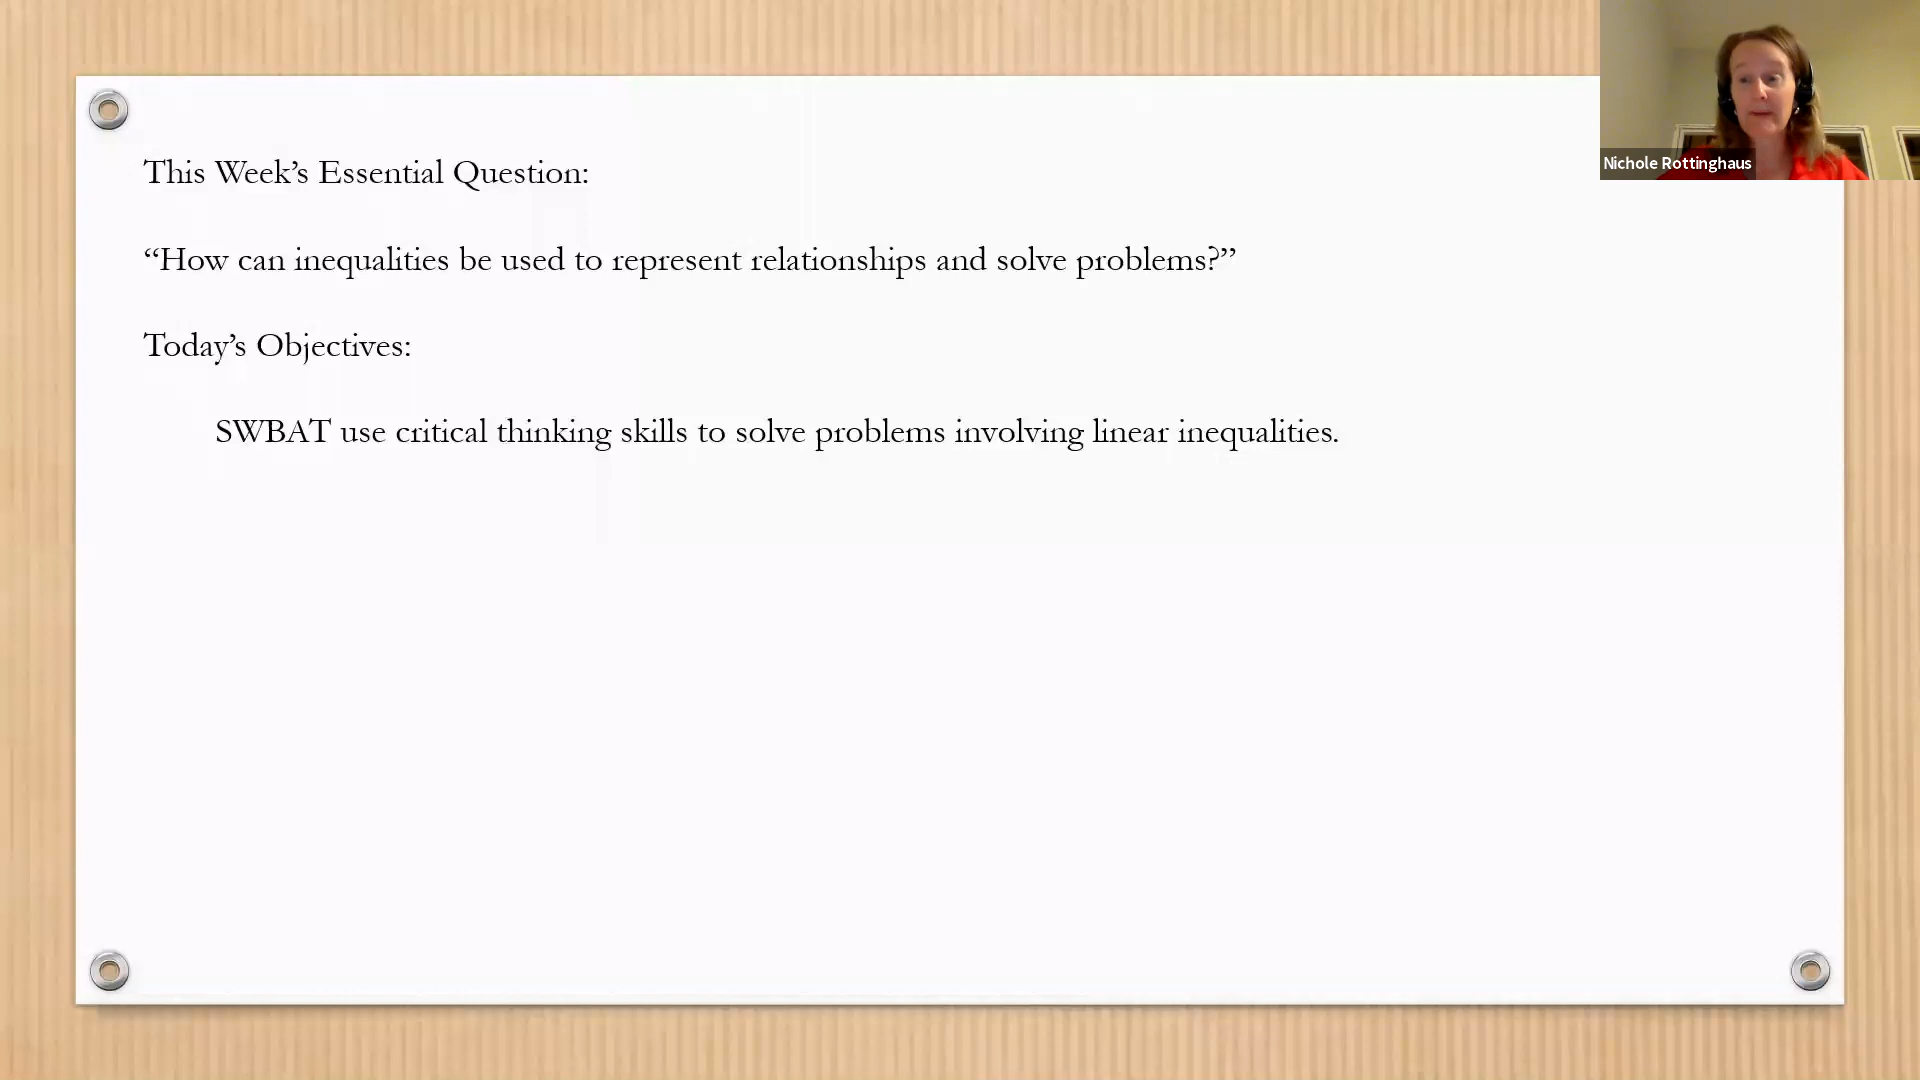 This Week’s Essential Question:
“How can inequalities be used to represent relationships and solve problems?”
Today’s Objectives:
SWBAT use critical thinking skills to solve problems involving linear inequalities.
Nichole Rottinghaus